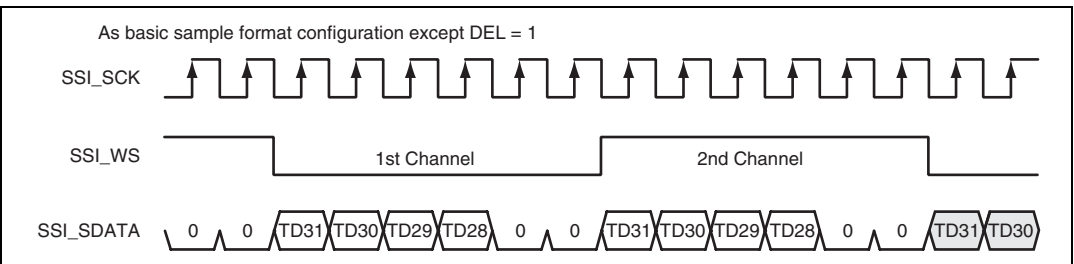 As basic sample format configuration except DEL = 1
SSI_SCK
SSI_WS 1st Channel 2nd Channel
SSI_SDATA 0 0 TD31 TD30 TD29 TD28 0 0 TD31 TD30 TD29 TD28 0 0 TD31 TD30